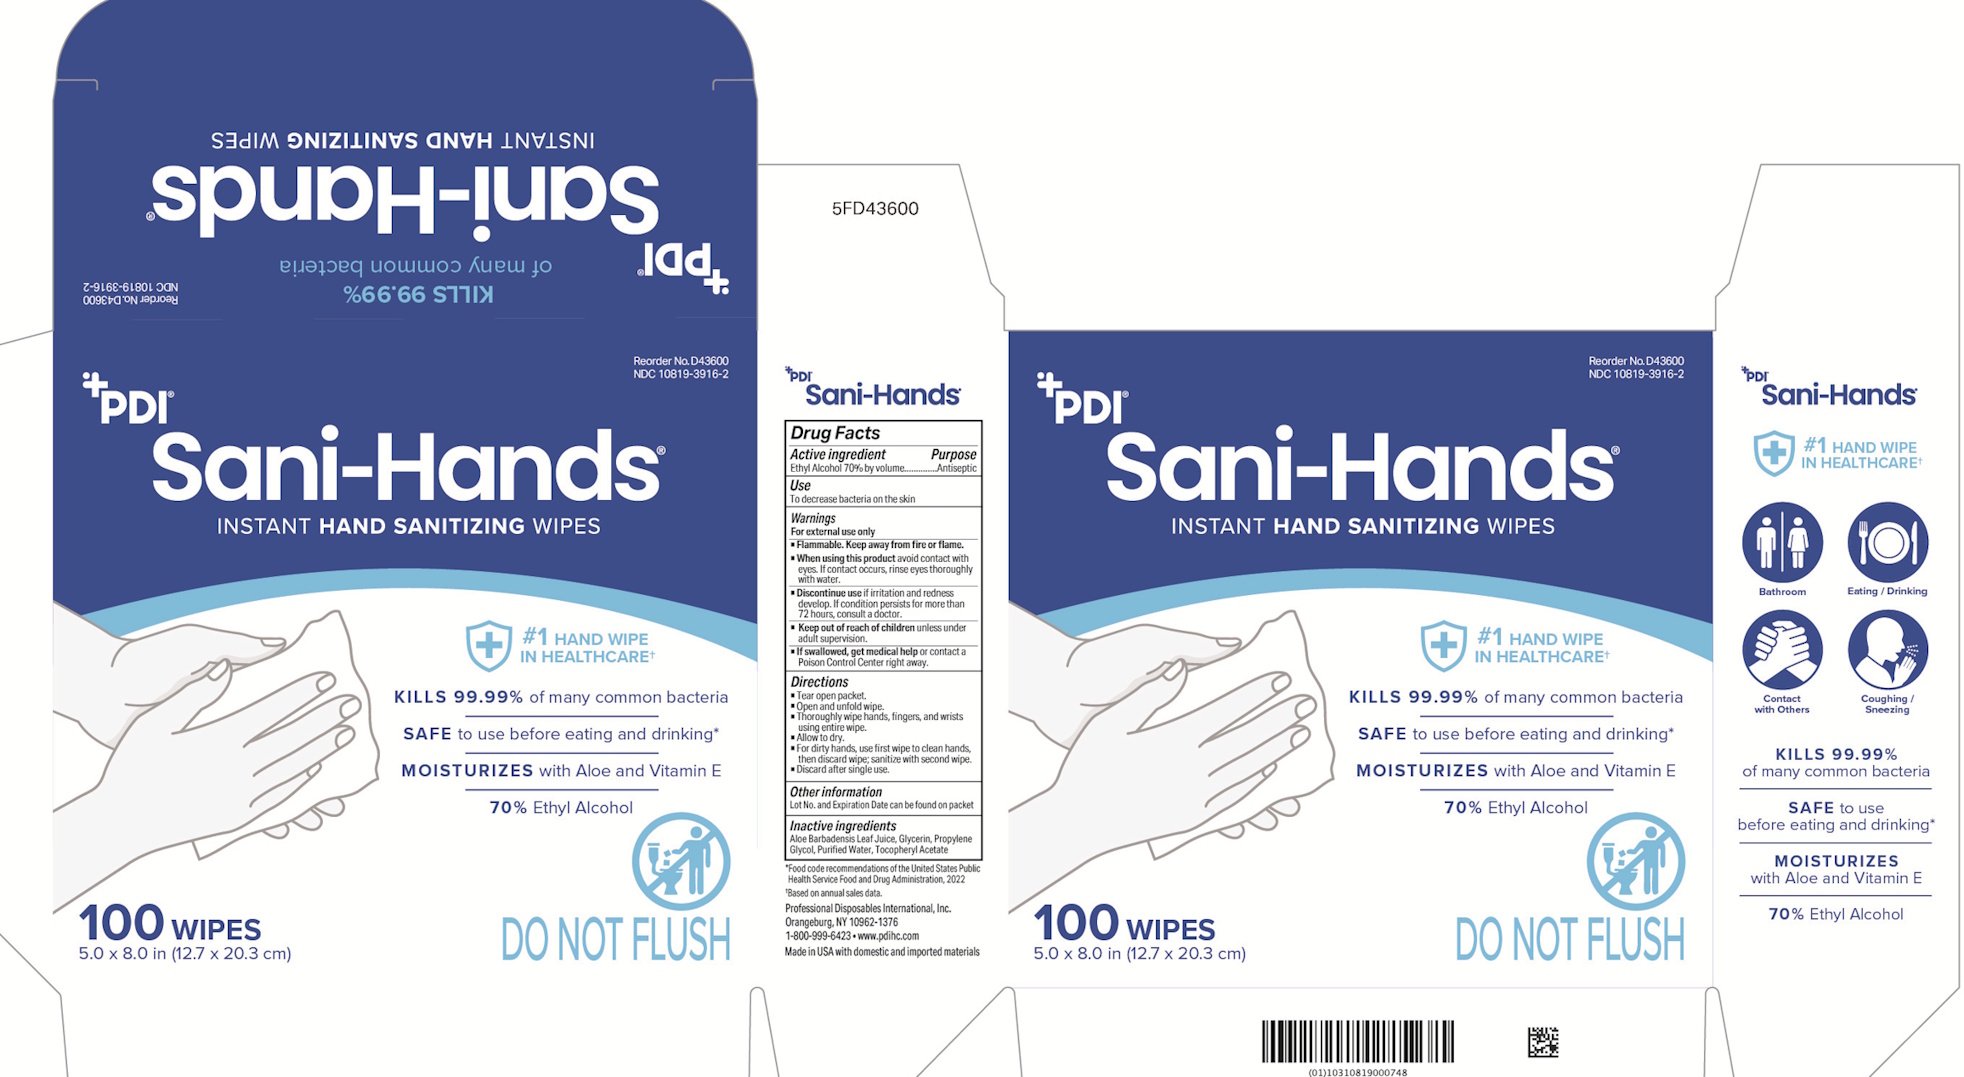 INSTANT HAND SANITIZING WIPES
Sani-Hands®
PDI®
KILLS 99.99%
of many common bacteria
Reorder No. D43600
NDC 10819-3916-2
Reorder No. D43600
NDC 10819-3916-2
PDI®
Sani-Hands®
INSTANT HAND SANITIZING WIPES
#1 HAND WIPE
IN HEALTHCARE†
KILLS 99.99% of many common bacteria
SAFE to use before eating and drinking*
MOISTURIZES with Aloe and Vitamin E
70% Ethyl Alcohol
100 WIPES
5.0 x 8.0 in (12.7 x 20.3 cm)
DO NOT FLUSH
5FD43600
PDI®
Sani-Hands®
Drug Facts
Active ingredient Purpose
Ethyl Alcohol 70% by volume..............Antiseptic
Use
To decrease bacteria on the skin
Warnings
For external use only
▪ Flammable. Keep away from fire or flame.
▪ When using this product avoid contact with
eyes. If contact occurs, rinse eyes thoroughly
with water.
▪ Discontinue use if irritation and redness
develop. If condition persists for more than
72 hours, consult a doctor.
▪ Keep out of reach of children unless under
adult supervision.
▪ If swallowed, get medical help or contact a
Poison Control Center right away.
Directions
▪ Tear open packet.
▪ Open and unfold wipe.
▪ Thoroughly wipe hands, fingers, and wrists
using entire wipe.
▪ Allow to dry.
▪ For dirty hands, use first wipe to clean hands,
then discard wipe; sanitize with second wipe.
▪ Discard after single use.
Other information
Lot No. and Expiration Date can be found on packet
Inactive ingredients
Aloe Barbadensis Leaf Juice, Glycerin, Propylene
Glycol, Purified Water, Tocopheryl Acetate
*Food code recommendations of the United States Public
Health Service Food and Drug Administration, 2022
†Based on annual sales data.
Professional Disposables International, Inc.
Orangeburg, NY 10962-1376
1-800-999-6423 • www.pdihc.com
Made in USA with domestic and imported materials
Reorder No. D43600
NDC 10819-3916-2
PDI®
Sani-Hands®
INSTANT HAND SANITIZING WIPES
#1 HAND WIPE
IN HEALTHCARE†
KILLS 99.99% of many common bacteria
SAFE to use before eating and drinking*
MOISTURIZES with Aloe and Vitamin E
70% Ethyl Alcohol
100 WIPES
5.0 x 8.0 in (12.7 x 20.3 cm)
DO NOT FLUSH
(01)10310819000748
PDI®
Sani-Hands®
#1 HAND WIPE
IN HEALTHCARE†
Bathroom
Eating / Drinking
Contact
with Others
Coughing /
Sneezing
KILLS 99.99%
of many common bacteria
SAFE to use
before eating and drinking*
MOISTURIZES
with Aloe and Vitamin E
70% Ethyl Alcohol